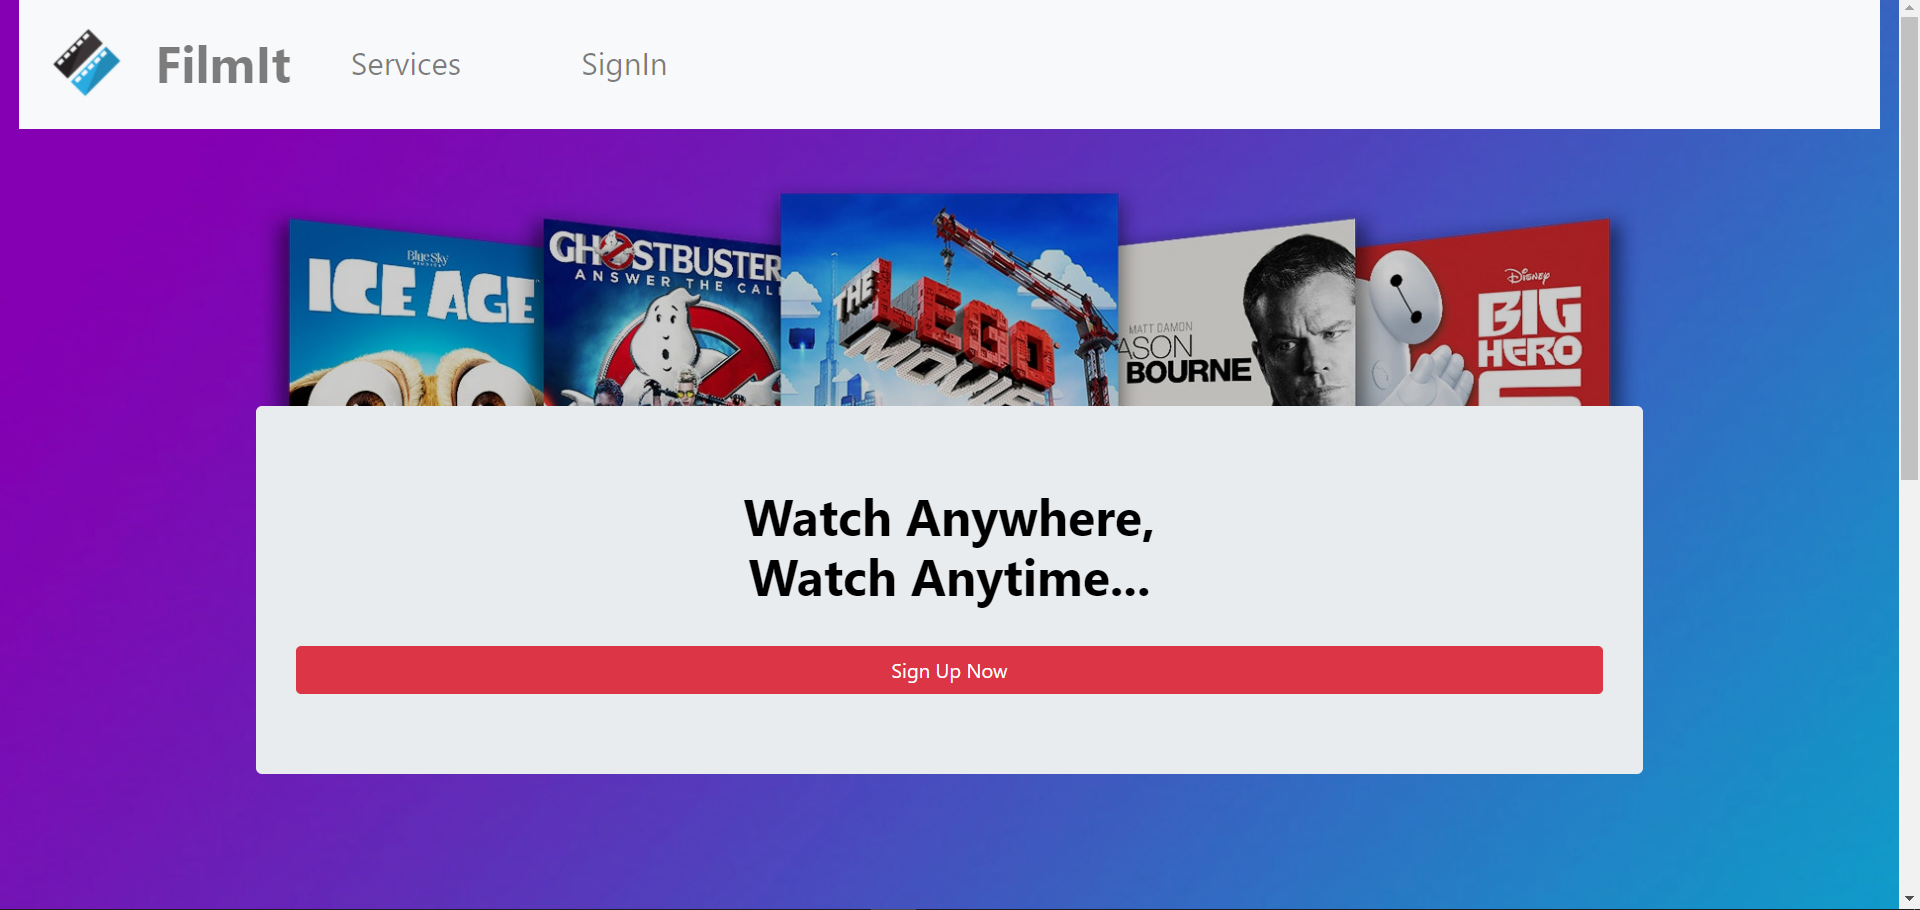 FilmIt
Services
SignIn
Blue Sky
STUDIOS
ICE AGE
GHOSTBUSTER
ANSWER THE CAL
THE
LEGO
MOVIE
MATT DAMON
ASON
BOURNE
Disney
BIG
HERO
Watch Anywhere,
Watch Anytime...
Sign Up Now